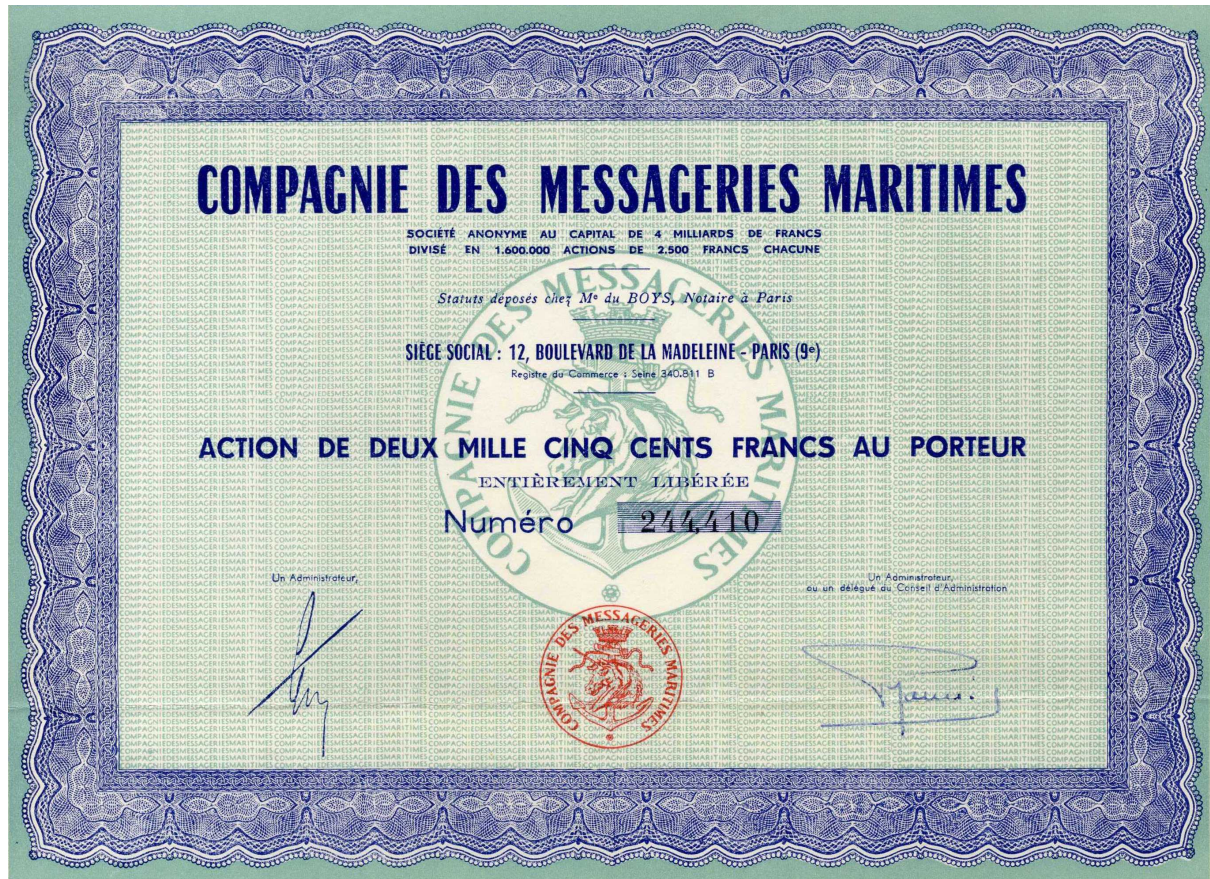 COMPAGNIE DES MESSAGERIES MARITIMES
SOCIÉTÉ ANONYME AU CAPITAL DE 4 MILLIARDS DE FRANCS
DIVISÉ EN 1.600.000 ACTIONS DE 2.500 FRANCS CHACUNE
Statuts déposés chez Me du BOYS, Notaire à Paris
SIÈGE SOCIAL : 12, BOULEVARD DE LA MADELEINE - PARIS (9e)
Registre du Commerce : Seine 340.811 B
COMPAGNIE DES MESSAGERIES MARITIMES
ACTION DE DEUX MILLE CINQ CENTS FRANCS AU PORTEUR
ENTIÈREMENT LIBÉRÉE
Numéro 244,410
Un Administrateur,
Un Administrateur,
ou un délégué du Conseil d'Administration
COMPAGNIE DES MESSAGERIES MARITIMES